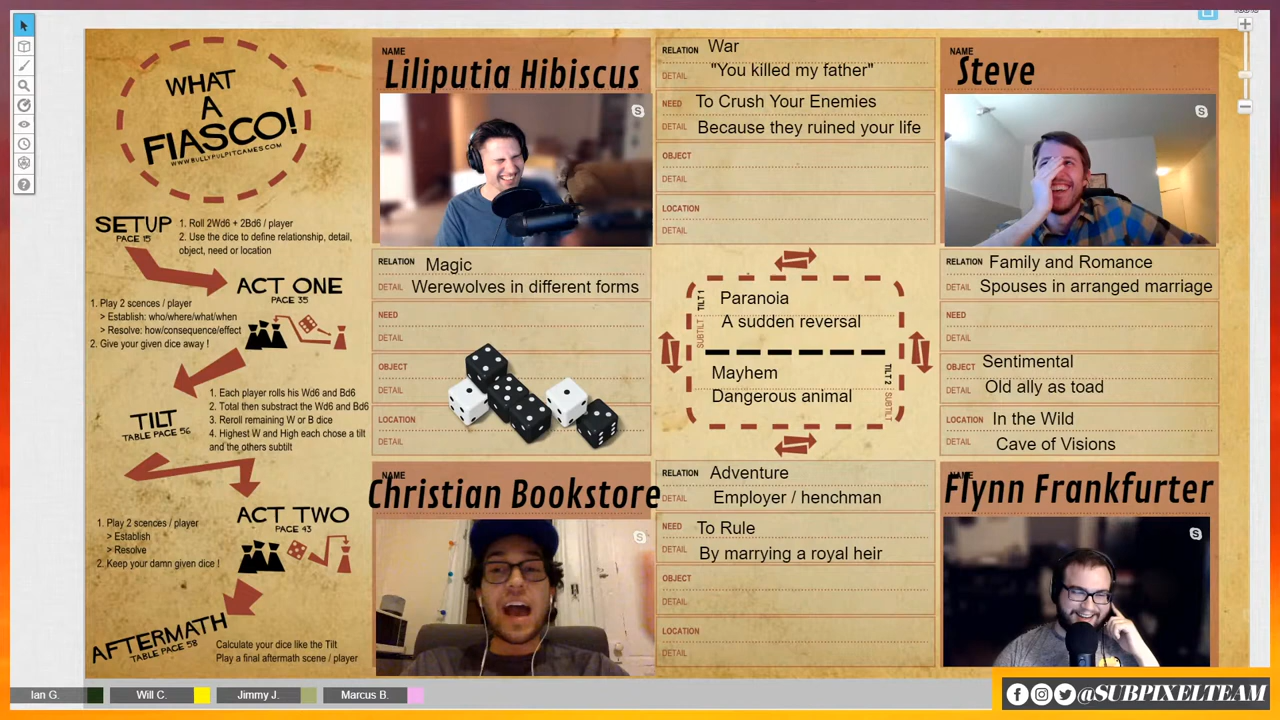 WHAT
A
FIASCO!
WWW.BULLYPULPITGAMES.COM
SETUP
PAGE 15
1. Roll 2Wd6 + 2Bd6 / player
2. Use the dice to define relationship, detail,
object, need or location
ACT ONE
PAGE 35
1. Play 2 scences / player
> Establish: who/where/what/when
> Resolve: how/consequence/effect
2. Give your given dice away !
TILT
TABLE PAGE 56
1. Each player rolls his Wd6 and Bd6
2. Total then substract the Wd6 and Bd6
3. Reroll remaining W or B dice
4. Highest W and High each chose a tilt
and the others subtilt
ACT TWO
PAGE 43
1. Play 2 scences / player
> Establish
> Resolve
2. Keep your damn given dice !
AFTERMATH
TABLE PAGE 58
Calculate your dice like the Tilt
Play a final aftermath scene / player
NAME
Liliputia Hibiscus
RELATION War
DETAIL "You killed my father"
NEED To Crush Your Enemies
DETAIL Because they ruined your life
OBJECT
DETAIL
LOCATION
DETAIL
NAME
Steve
RELATION Magic
DETAIL Werewolves in different forms
NEED
DETAIL
OBJECT
DETAIL
LOCATION
DETAIL
TILT 1
SUBTILT
Paranoia
A sudden reversal
Mayhem
Dangerous animal
TILT 2
SUBTILT
RELATION Family and Romance
DETAIL Spouses in arranged marriage
NEED
DETAIL
OBJECT Sentimental
DETAIL Old ally as toad
LOCATION In the Wild
DETAIL Cave of Visions
NAME
Christian Bookstore
RELATION Adventure
DETAIL Employer / henchman
NEED To Rule
DETAIL By marrying a royal heir
OBJECT
DETAIL
LOCATION
DETAIL
NAME
Flynn Frankfurter
Ian G.
Will C.
Jimmy J.
Marcus B.
@SUBPIXELTEAM